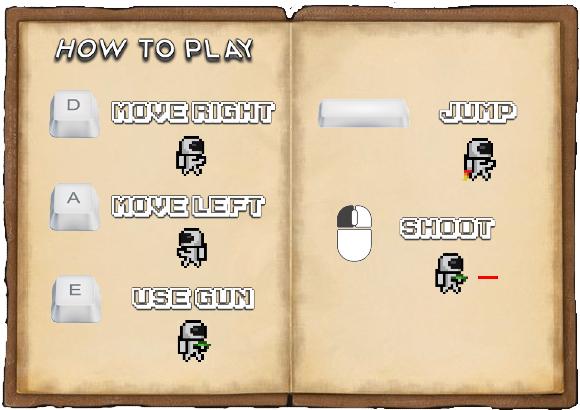 HOW TO PLAY
D MOVE RIGHT
A MOVE LEFT
E USE GUN
JUMP
SHOOT